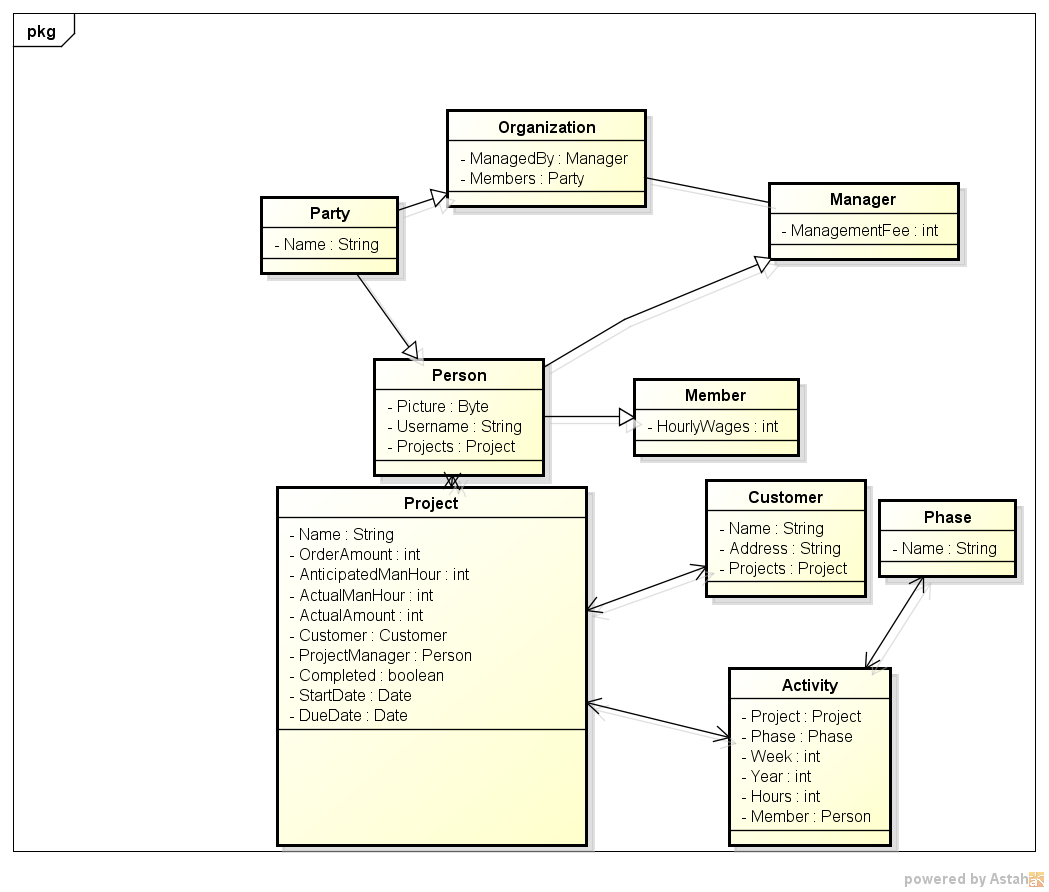 pkg
Organization
- ManagedBy : Manager
- Members : Party
Party
- Name : String
Manager
- ManagementFee : int
Person
- Picture : Byte
- Username : String
- Projects : Project
Member
- HourlyWages : int
Project
- Name : String
- OrderAmount : int
- AnticipatedManHour : int
- ActualManHour : int
- ActualAmount : int
- Customer : Customer
- ProjectManager : Person
- Completed : boolean
- StartDate : Date
- DueDate : Date
Customer
- Name : String
- Address : String
- Projects : Project
Phase
- Name : String
Activity
- Project : Project
- Phase : Phase
- Week : int
- Year : int
- Hours : int
- Member : Person
powered by Astah